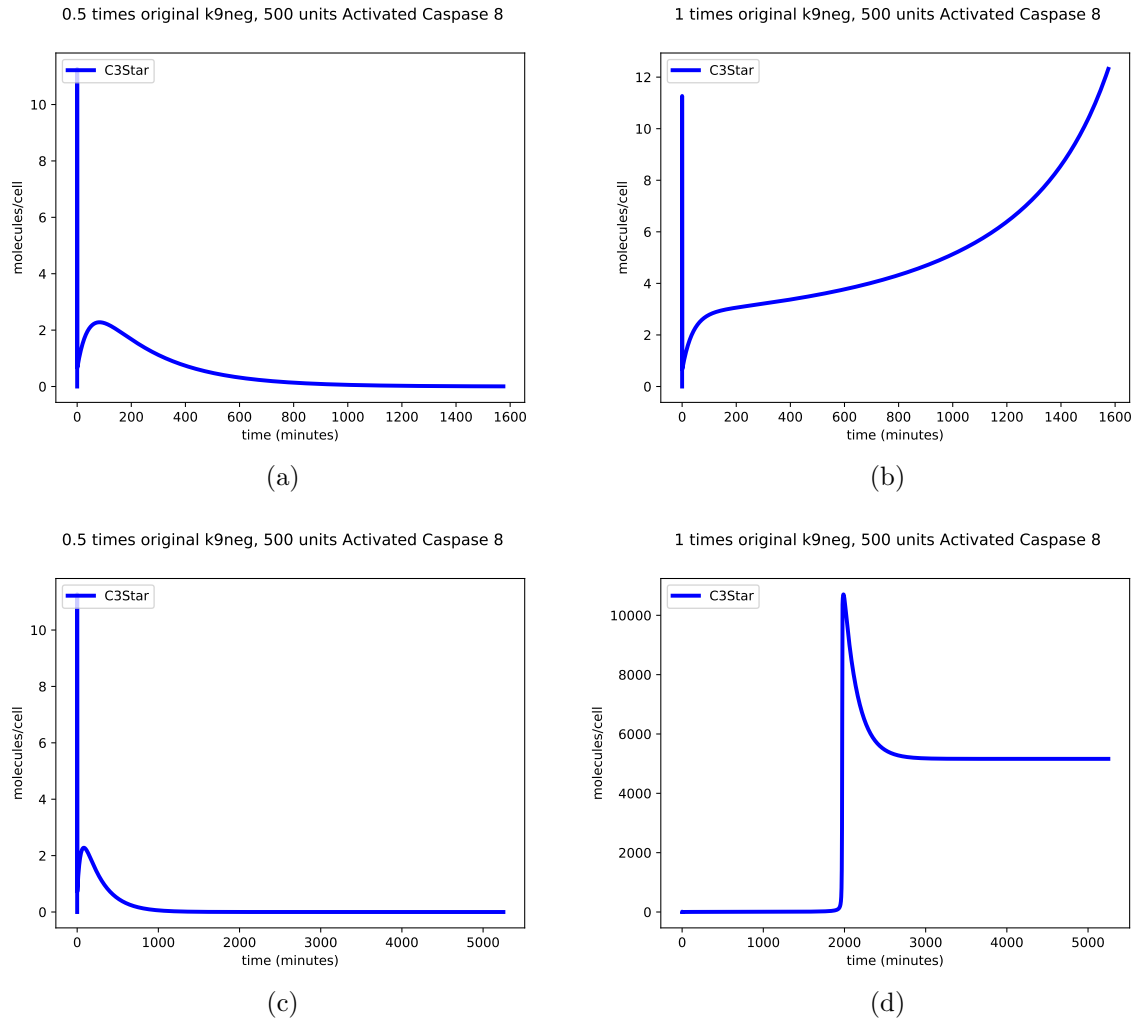 0.5 times original k9neg, 500 units Activated Caspase 8
C3Star
molecules/cell
10
8
6
4
2
0
0 200 400 600 800 1000 1200 1400 1600
time (minutes)
(a)
1 times original k9neg, 500 units Activated Caspase 8
C3Star
molecules/cell
12
10
8
6
4
2
0
0 200 400 600 800 1000 1200 1400 1600
time (minutes)
(b)
0.5 times original k9neg, 500 units Activated Caspase 8
C3Star
molecules/cell
10
8
6
4
2
0
0 1000 2000 3000 4000 5000
time (minutes)
(c)
1 times original k9neg, 500 units Activated Caspase 8
C3Star
molecules/cell
10000
8000
6000
4000
2000
0
0 1000 2000 3000 4000 5000
time (minutes)
(d)